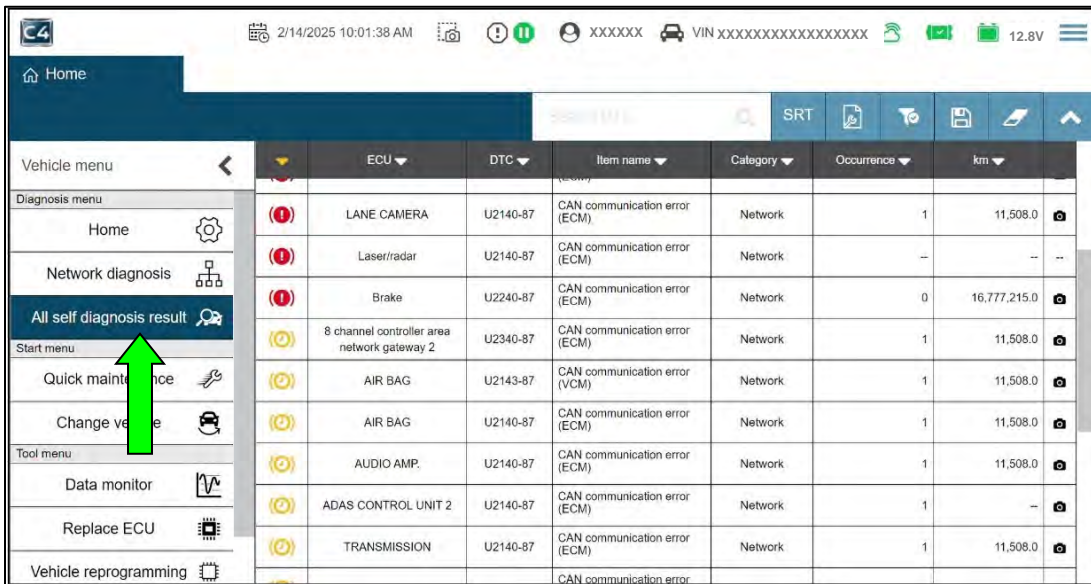 C4
2/14/2025 10:01:38 AM
XXXXXX
VIN XXXXXXXXXXXXXXXXX
12.8V
Home
SRT
Vehicle menu
ECU
DTC
Item name
Category
Occurrence
km
Diagnosis menu
Home
Network diagnosis
All self diagnosis result
Start menu
Quick maintenance
Change vehicle
Tool menu
Data monitor
Replace ECU
Vehicle reprogramming
(ECM)
LANE CAMERA U2140-87 CAN communication error (ECM) Network 1 11,508.0
Laser/radar U2140-87 CAN communication error (ECM) Network -- -- --
Brake U2240-87 CAN communication error (ECM) Network 0 16,777,215.0
8 channel controller area network gateway 2 U2340-87 CAN communication error (ECM) Network 1 11,508.0
AIR BAG U2143-87 CAN communication error (VCM) Network 1 11,508.0
AIR BAG U2140-87 CAN communication error (ECM) Network 1 11,508.0
AUDIO AMP. U2140-87 CAN communication error (ECM) Network 1 11,508.0
ADAS CONTROL UNIT 2 U2140-87 CAN communication error (ECM) Network 1 --
TRANSMISSION U2140-87 CAN communication error (ECM) Network 1 11,508.0
CAN communication error